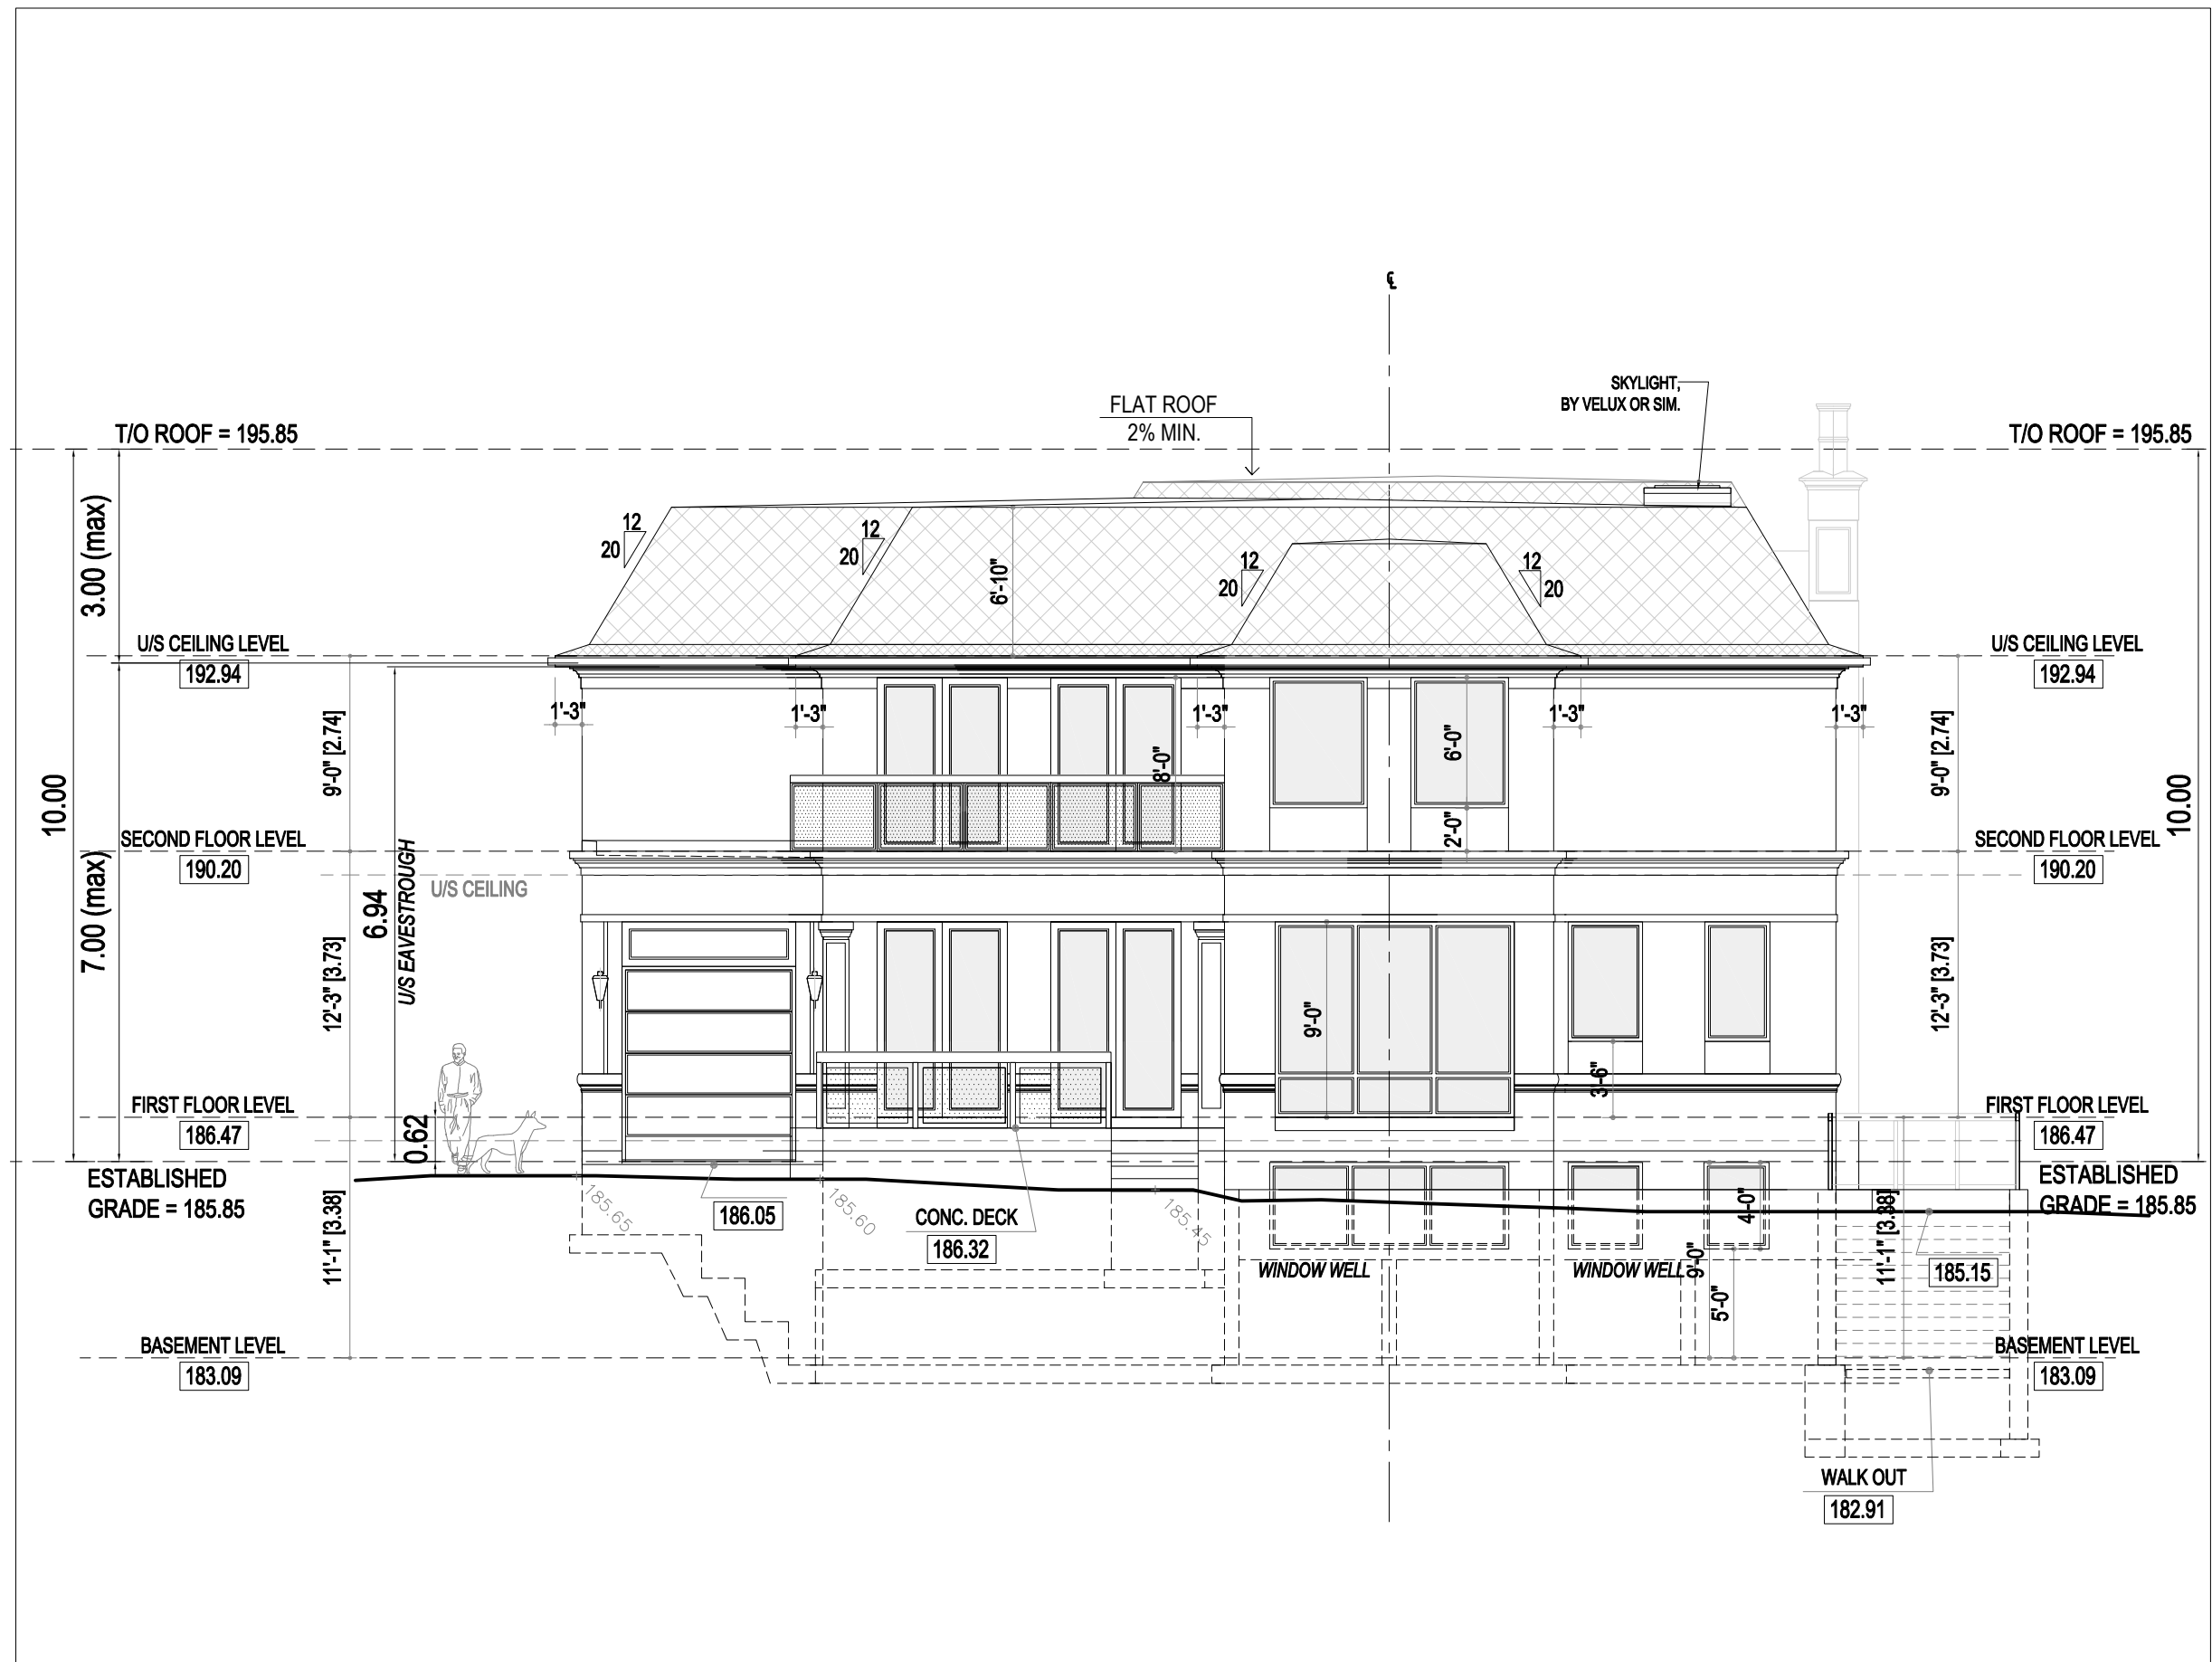 ℄
SKYLIGHT,
BY VELUX OR SIM.
FLAT ROOF
2% MIN.
T/O ROOF = 195.85
T/O ROOF = 195.85
12
20
12
20
12
20
12
20
6'-10"
3.00 (max)
U/S CEILING LEVEL
192.94
U/S CEILING LEVEL
192.94
1'-3"
1'-3"
1'-3"
1'-3"
1'-3"
9'-0" [2.74]
8'-0"
6'-0"
2'-0"
9'-0" [2.74]
10.00
10.00
SECOND FLOOR LEVEL
190.20
SECOND FLOOR LEVEL
190.20
U/S CEILING
7.00 (max)
6.94
U/S EAVESTROUGH
12'-3" [3.73]
9'-0"
3'-6"
12'-3" [3.73]
FIRST FLOOR LEVEL
186.47
FIRST FLOOR LEVEL
186.47
0.62
ESTABLISHED
GRADE = 185.85
ESTABLISHED
GRADE = 185.85
185.65
186.05
185.60
CONC. DECK
186.32
185.45
11'-1" [3.38]
WINDOW WELL
WINDOW WELL
4'-0"
9'-0"
5'-0"
11'-1" [3.38]
185.15
BASEMENT LEVEL
183.09
BASEMENT LEVEL
183.09
WALK OUT
182.91